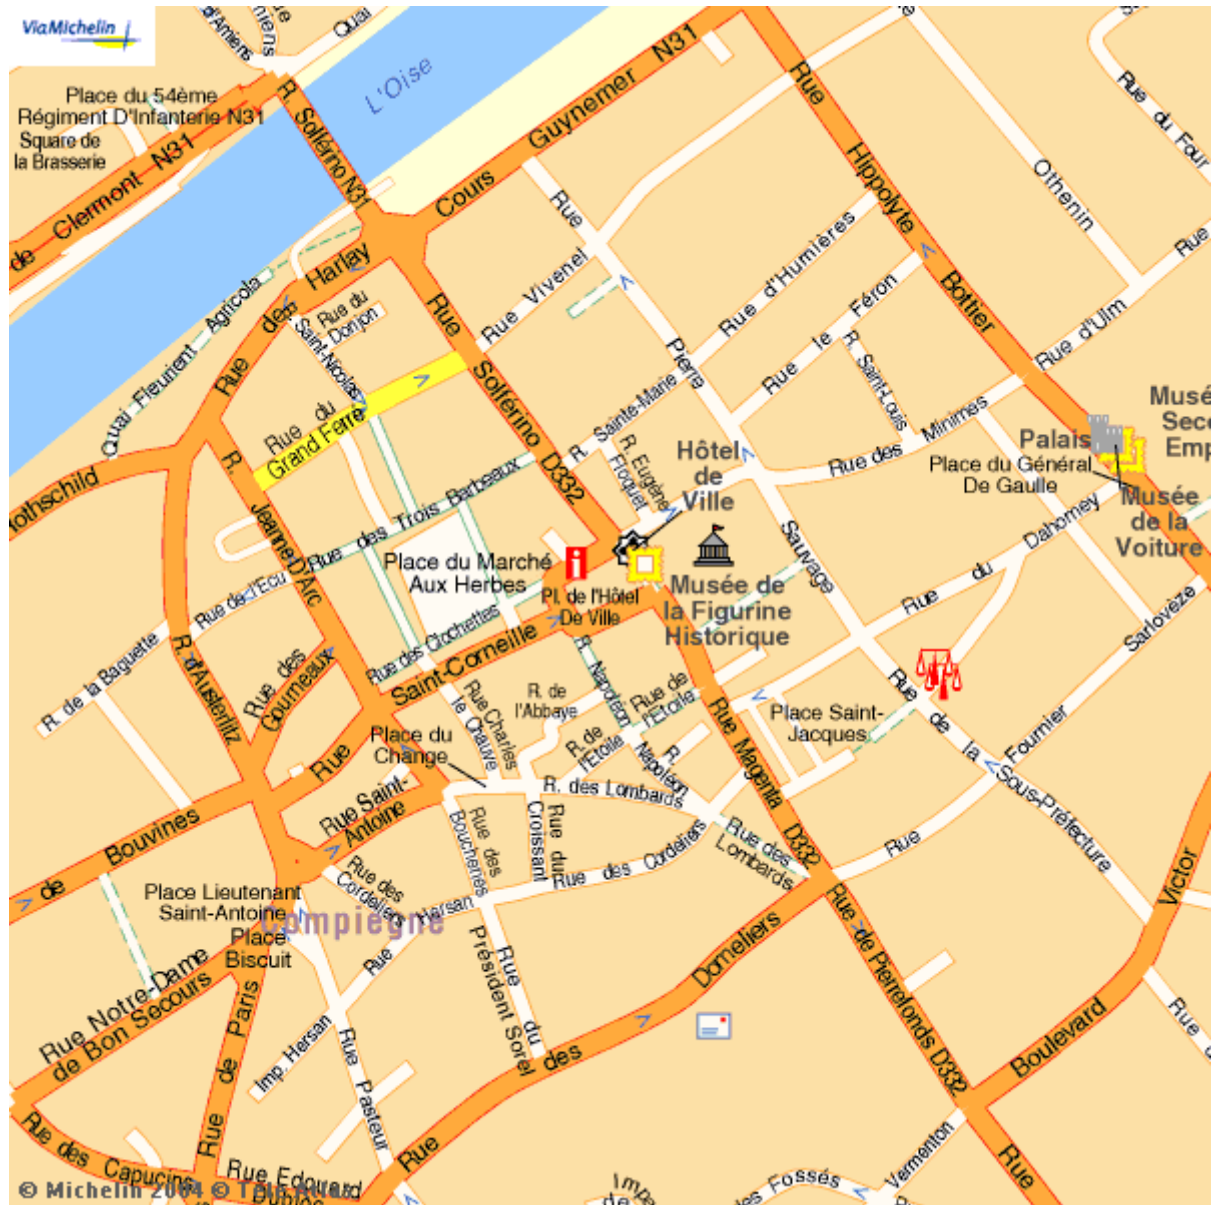 ViaMichelin
d'Amiens
Quai
L'Oise
Place du 54ème
Régiment D'Infanterie N31
Square de
la Brasserie
de Clermont N31
R. Solférino N31
Cours Guynemer N31
Rue Hippolyte Bottier
Othenin
Rue du Four
Rue
Rue d'Ulm
Rue des Harlay
Quai Fleurient Agricola
Rue du
Donjon
Saint-Nicolas
Rue Vivenel
Rue Pierre Sauvage
Rue d'Humières
Rue le Féron
R. Saint-Louis
Rue des Minimes
R. Sainte-Marie
R. Eugène
Floquet
Rue Solférino D332
Rue du
Grand Ferré
Rothschild
R. Jeanne-D'Arc
Rue des Trois Barbeaux
Hôtel
de
Ville
Palais
Place du Général
De Gaulle
Musée
de la
Voiture
Place du Marché
Aux Herbes
Pl. de l'Hôtel
De Ville
Musée de
la Figurine
Historique
Rue du Dahomey
Sarlovèze
Rue de l'Ecu
R. de la Baguette
R. d'Austerlitz
Rue des
Gourneaux
Rue des Clochettes
Rue Saint-Corneille
R. Napoléon
R. de
l'Abbaye
Rue de
l'Etoile
R. de
l'Etoile
R. Napoléon
Rue Charles
le Chauve
Place du
Change
Place Saint-
Jacques
Rue Magenta D332
Rue de la Sous-Préfecture
Rue Fournier
R. des Lombards
Rue des
Lombards
Rue Saint-
Antoine
Rue des
Boucheries
Rue du
Croissant
Rue des Cordeliers
Rue des
Cordeliers
de Bouvines
Place Lieutenant
Saint-Antoine
Compiègne
Place
Biscuit
Rue Hersan
Imp. Hersan
Rue du
Président Sorel
Rue des Domeliers
Rue de Pierrefonds D332
Boulevard Victor
Rue Notre-Dame
de Bon Secours
Rue de Paris
Rue Pasteur
Rue des Capucins
Rue Edouard
Vermenton
des Fossés
Rue
© Michelin 2004 © Tele Atlas